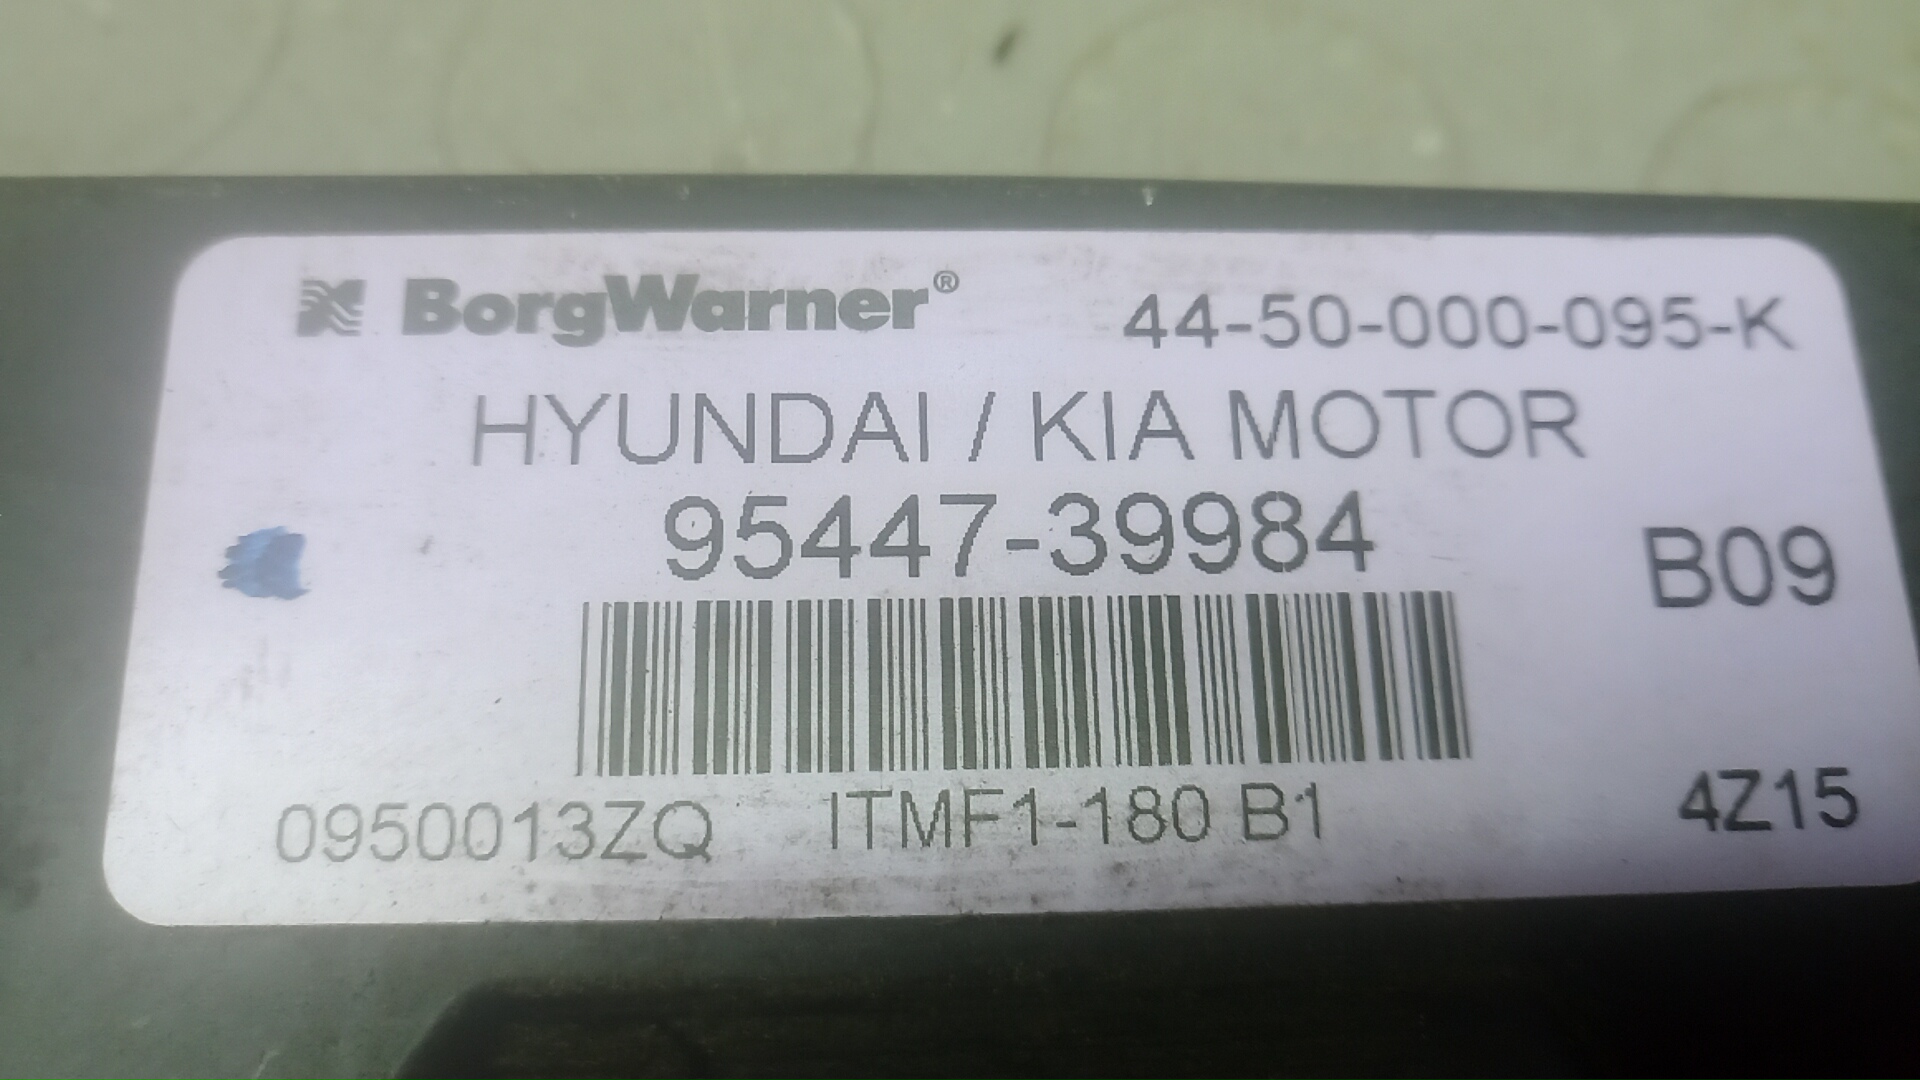 BorgWarner® 44-50-000-095-K
HYUNDAI / KIA MOTOR
95447-39984
B09
0950013ZQ ITMF1-180 B1 4Z15